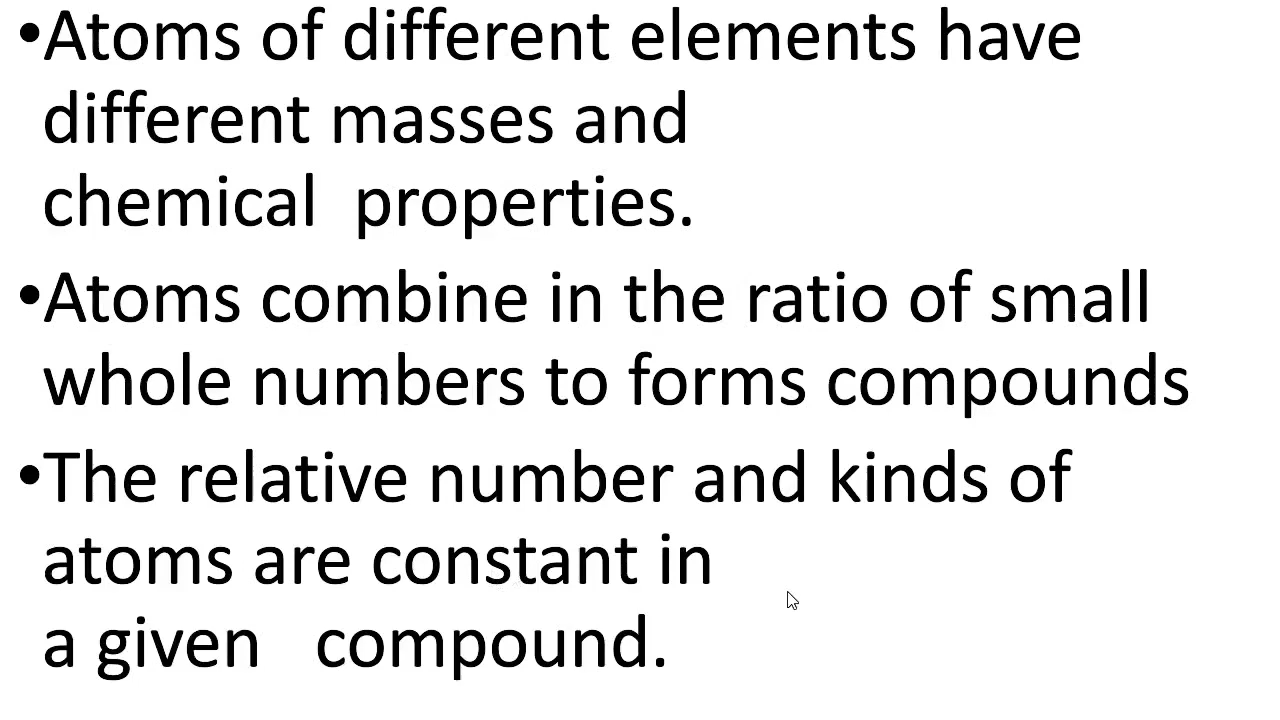 •Atoms of different elements have
different masses and
chemical  properties.
•Atoms combine in the ratio of small
whole numbers to forms compounds
•The relative number and kinds of
atoms are constant in
a given   compound.